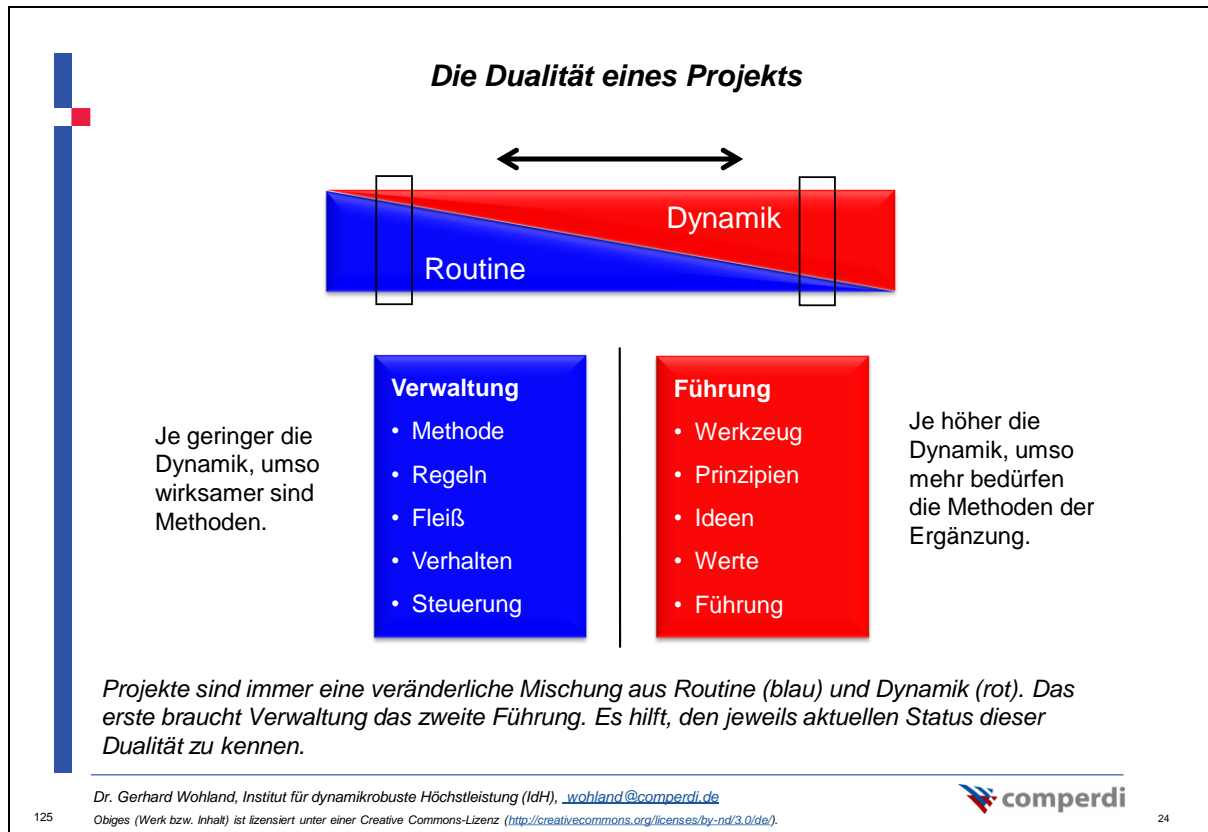 Die Dualität eines Projekts
Dynamik
Routine
Je geringer die
Dynamik, umso
wirksamer sind
Methoden.
Verwaltung
• Methode
• Regeln
• Fleiß
• Verhalten
• Steuerung
Führung
• Werkzeug
• Prinzipien
• Ideen
• Werte
• Führung
Je höher die
Dynamik, umso
mehr bedürfen
die Methoden der
Ergänzung.
Projekte sind immer eine veränderliche Mischung aus Routine (blau) und Dynamik (rot). Das
erste braucht Verwaltung das zweite Führung. Es hilft, den jeweils aktuellen Status dieser
Dualität zu kennen.
Dr. Gerhard Wohland, Institut für dynamikrobuste Höchstleistung (IdH), wohland@comperdi.de
Obiges (Werk bzw. Inhalt) ist lizensiert unter einer Creative Commons-Lizenz (http://creativecommons.org/licenses/by-nd/3.0/de/).
comperdi
125
24